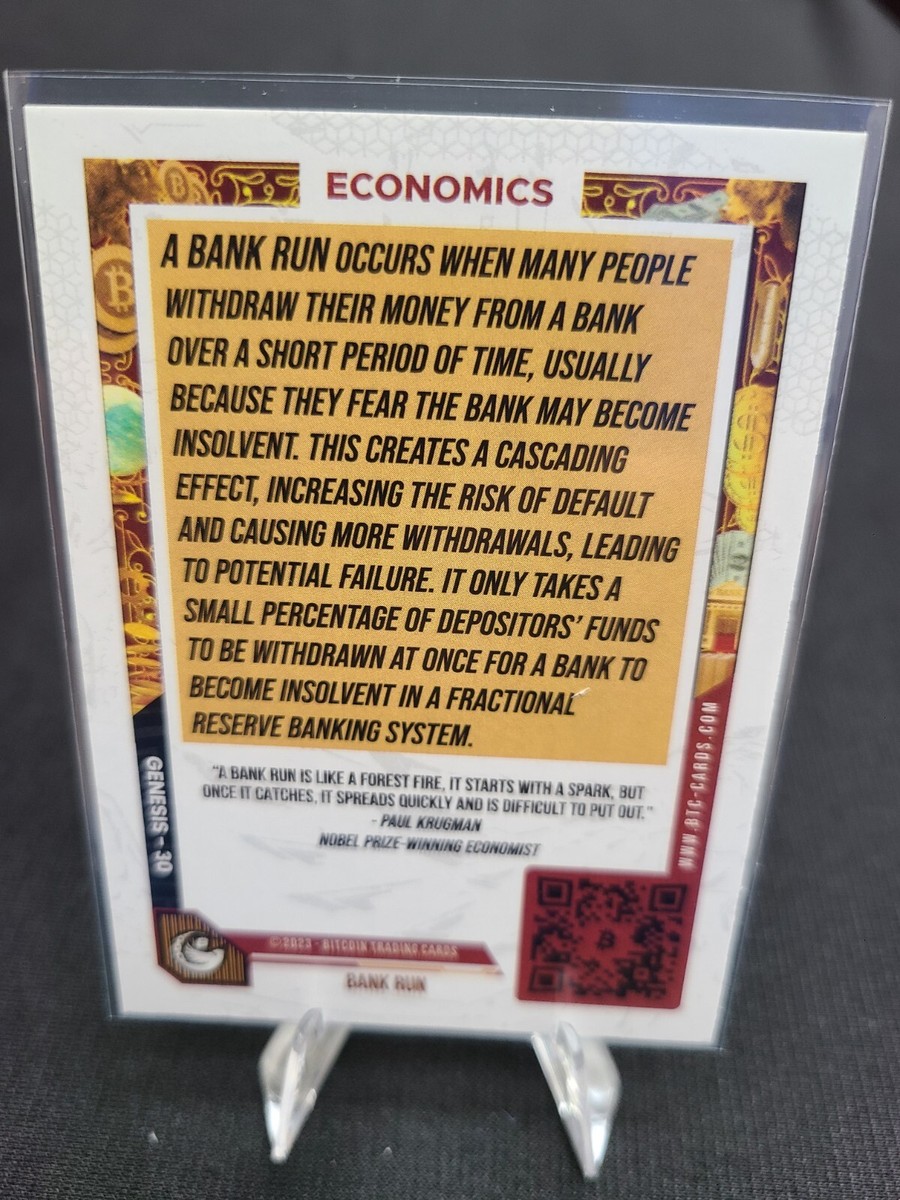 ECONOMICS
A BANK RUN OCCURS WHEN MANY PEOPLE
WITHDRAW THEIR MONEY FROM A BANK
OVER A SHORT PERIOD OF TIME, USUALLY
BECAUSE THEY FEAR THE BANK MAY BECOME
INSOLVENT. THIS CREATES A CASCADING
EFFECT, INCREASING THE RISK OF DEFAULT
AND CAUSING MORE WITHDRAWALS, LEADING
TO POTENTIAL FAILURE. IT ONLY TAKES A
SMALL PERCENTAGE OF DEPOSITORS' FUNDS
TO BE WITHDRAWN AT ONCE FOR A BANK TO
BECOME INSOLVENT IN A FRACTIONAL
RESERVE BANKING SYSTEM.
"A BANK RUN IS LIKE A FOREST FIRE, IT STARTS WITH A SPARK, BUT
ONCE IT CATCHES, IT SPREADS QUICKLY AND IS DIFFICULT TO PUT OUT."
- PAUL KRUGMAN
NOBEL PRIZE-WINNING ECONOMIST
GENESIS - 30
WWW.BTC-CARDS.COM
©2023 - BITCOIN TRADING CARDS
BANK RUN